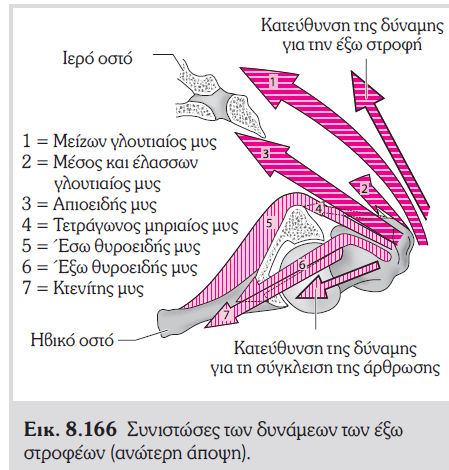 Κατεύθυνση της δύναμης
για την έξω στροφή
Ιερό οστό
1
1 = Μείζων γλουτιαίος μυς
2 = Μέσος και έλασσων
γλουτιαίος μυς
3 = Απιοειδής μυς
4 = Τετράγωνος μηριαίος μυς
5 = Έσω θυροειδής μυς
6 = Έξω θυροειδής μυς
7 = Κτενίτης μυς
3
2
4
5
6
7
Ηβικό οστό
Κατεύθυνση της δύναμης
για τη σύγκλειση της άρθρωσης
Εικ. 8.166 Συνιστώσες των δυνάμεων των έξω
στροφέων (ανώτερη άποψη).